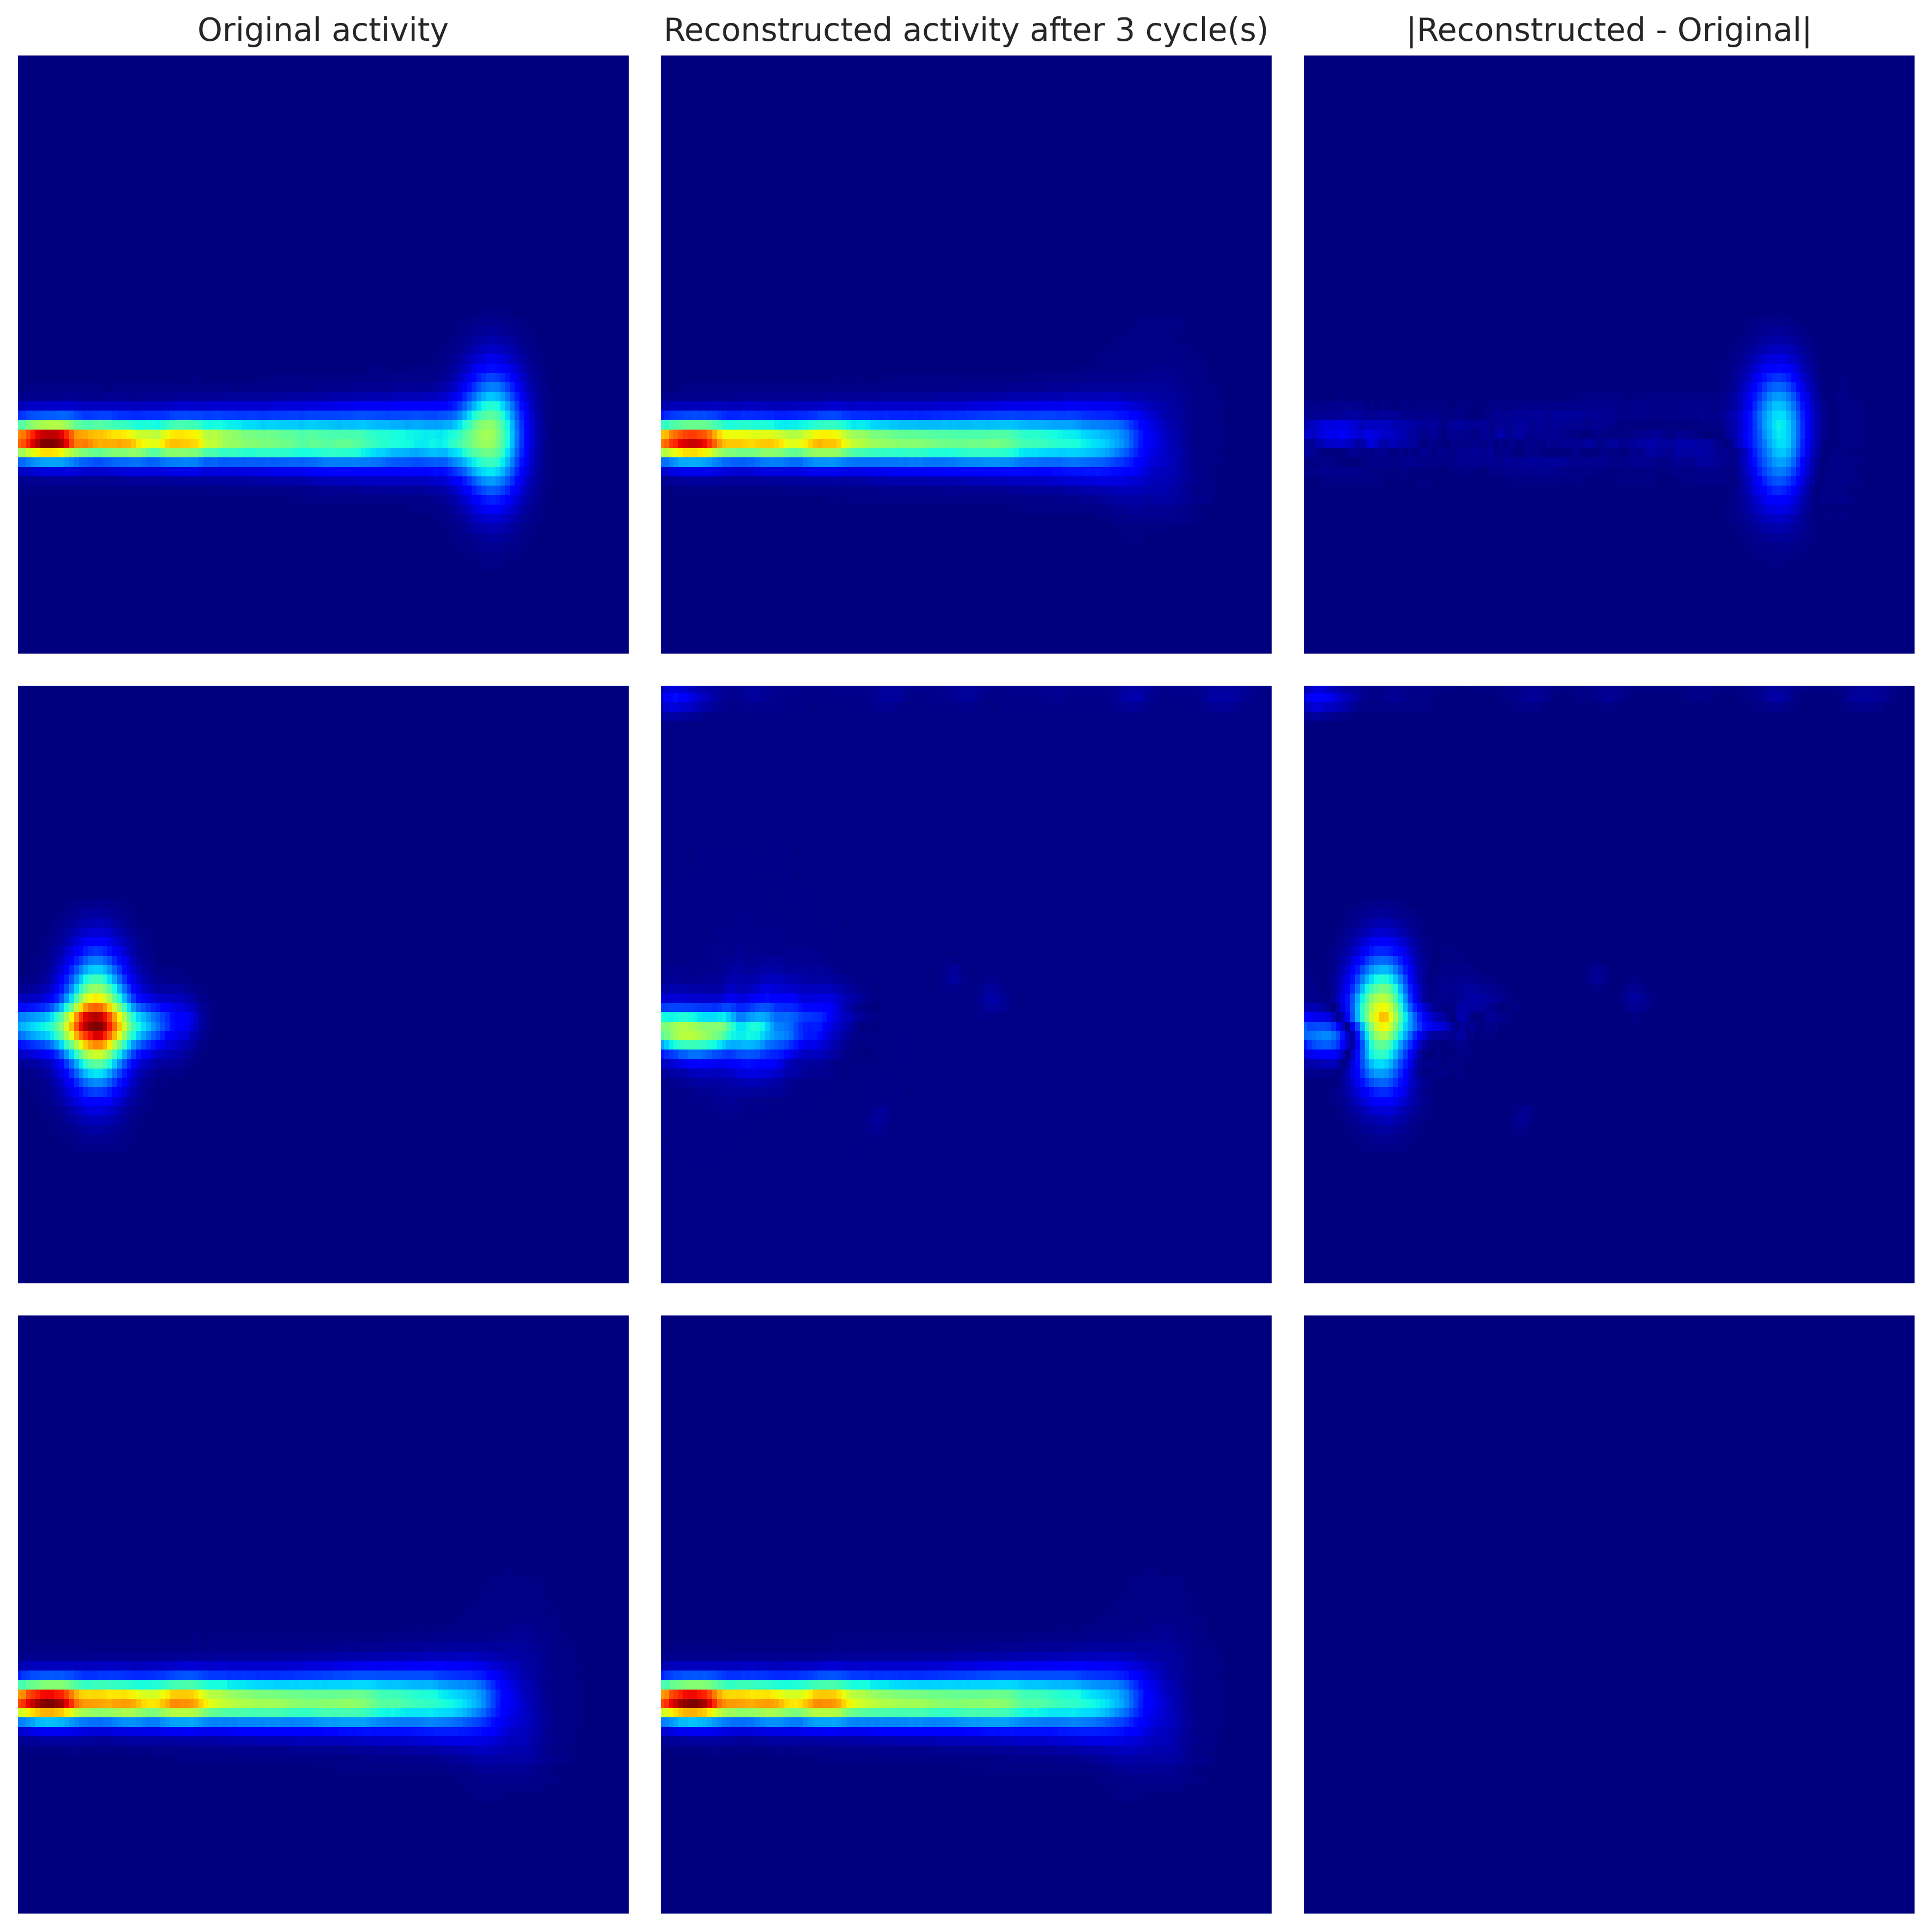 Original activity
Reconstructed activity after 3 cycle(s)
|Reconstructed - Original|